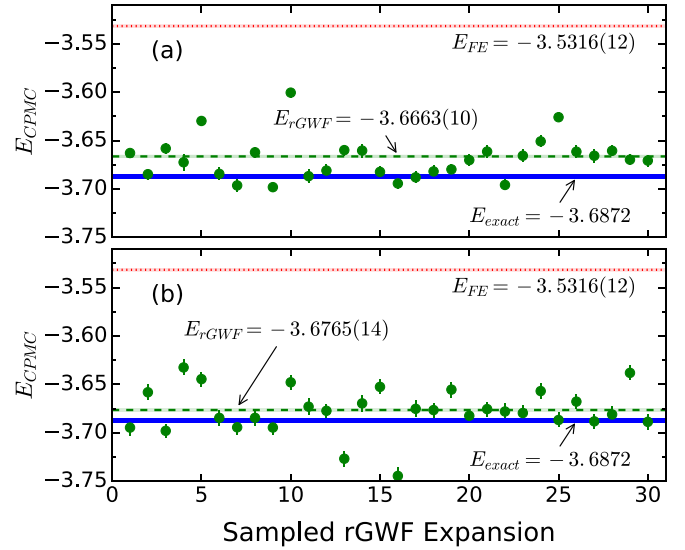 −3.55
−3.60
−3.65
−3.70
−3.75
E_CPMC
(a)
E_FE = −3.5316(12)
E_rGWF = −3.6663(10)
E_exact = −3.6872
−3.55
−3.60
−3.65
−3.70
−3.75
E_CPMC
(b)
E_FE = −3.5316(12)
E_rGWF = −3.6765(14)
E_exact = −3.6872
0 5 10 15 20 25 30
Sampled rGWF Expansion